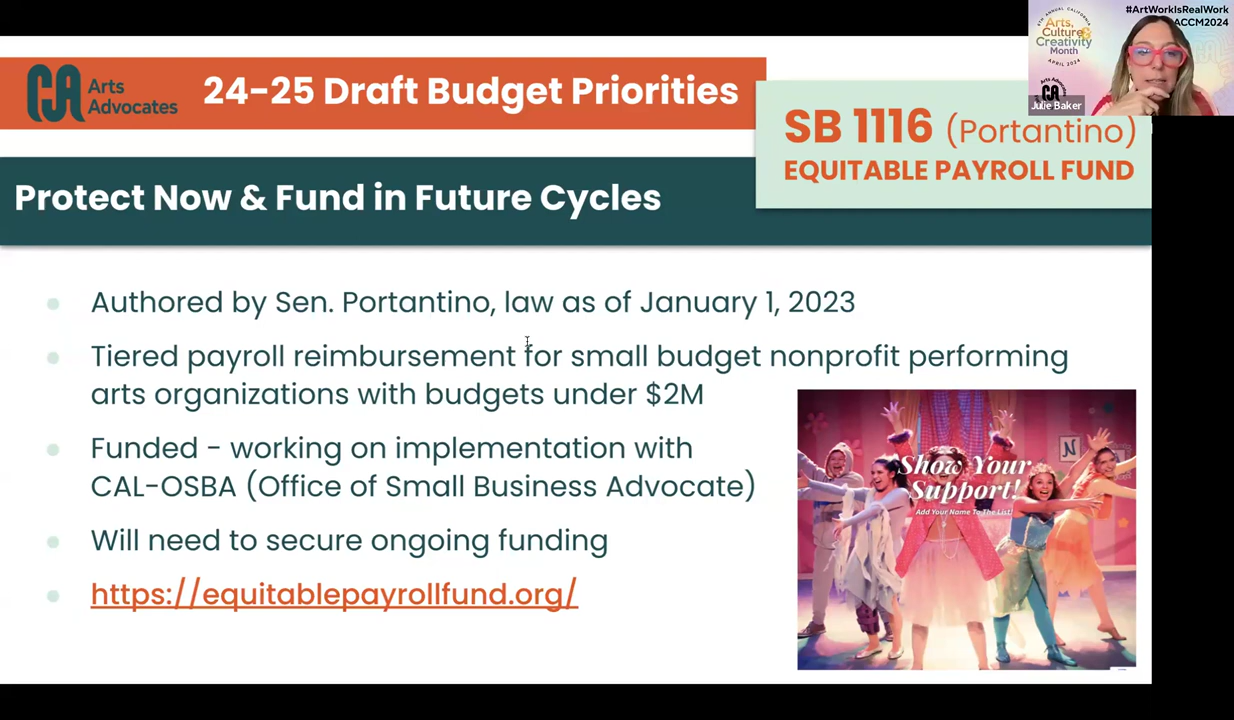 CA Arts
Advocates
24-25 Draft Budget Priorities
SB 1116 (Portantino)
EQUITABLE PAYROLL FUND
Protect Now & Fund in Future Cycles
Authored by Sen. Portantino, law as of January 1, 2023
Tiered payroll reimbursement for small budget nonprofit performing
arts organizations with budgets under $2M
Funded - working on implementation with
CAL-OSBA (Office of Small Business Advocate)
Will need to secure ongoing funding
https://equitablepayrollfund.org/
Show Your
Support!
Add Your Name To The List!
N
#ArtWorkIsRealWork
ACCM2024
Arts,
Culture &
Creativity
Month
APRIL 2024
CA
Julie Baker